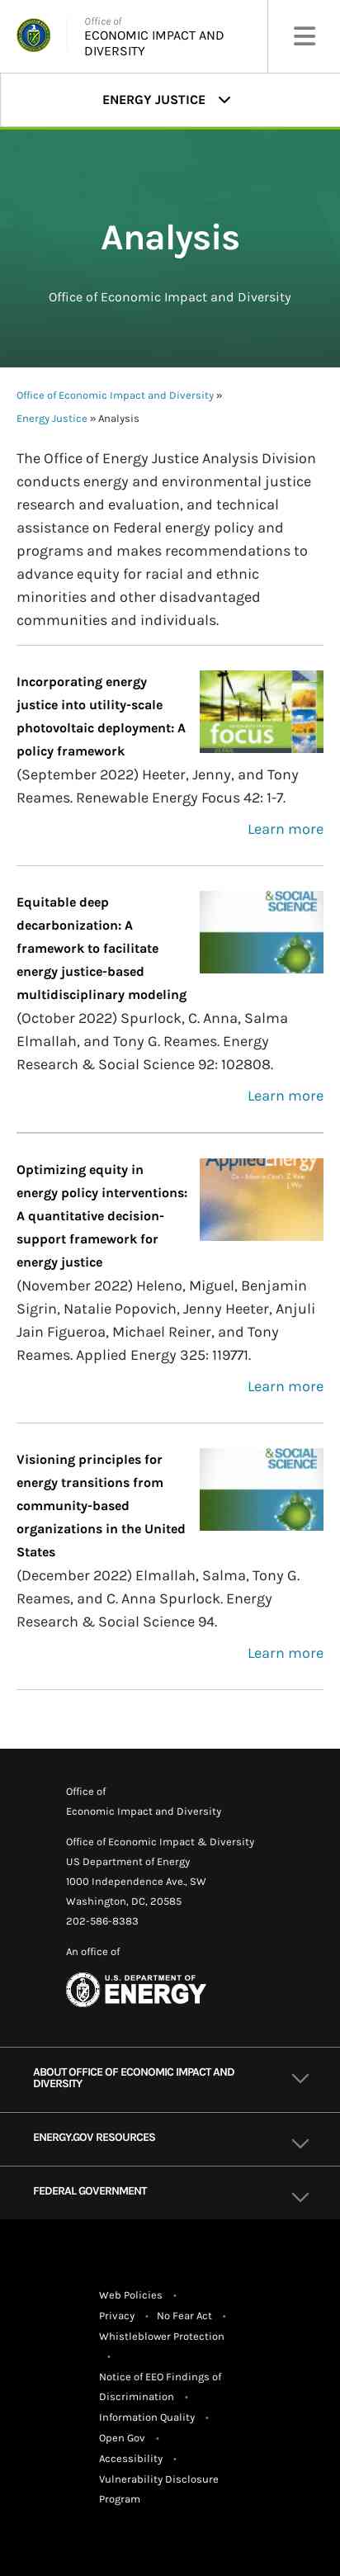 Office of
ECONOMIC IMPACT AND
DIVERSITY
ENERGY JUSTICE
Analysis
Office of Economic Impact and Diversity
Office of Economic Impact and Diversity »
Energy Justice » Analysis
The Office of Energy Justice Analysis Division
conducts energy and environmental justice
research and evaluation, and technical
assistance on Federal energy policy and
programs and makes recommendations to
advance equity for racial and ethnic
minorities and other disadvantaged
communities and individuals.
Incorporating energy
justice into utility-scale
photovoltaic deployment: A
policy framework
focus
(September 2022) Heeter, Jenny, and Tony
Reames. Renewable Energy Focus 42: 1-7.
Learn more
Equitable deep
decarbonization: A
framework to facilitate
energy justice-based
multidisciplinary modeling
&SOCIAL
SCIENCE
(October 2022) Spurlock, C. Anna, Salma
Elmallah, and Tony G. Reames. Energy
Research & Social Science 92: 102808.
Learn more
Optimizing equity in
energy policy interventions:
A quantitative decision-
support framework for
energy justice
AppliedEnergy
(November 2022) Heleno, Miguel, Benjamin
Sigrin, Natalie Popovich, Jenny Heeter, Anjuli
Jain Figueroa, Michael Reiner, and Tony
Reames. Applied Energy 325: 119771.
Learn more
Visioning principles for
energy transitions from
community-based
organizations in the United
States
&SOCIAL
SCIENCE
(December 2022) Elmallah, Salma, Tony G.
Reames, and C. Anna Spurlock. Energy
Research & Social Science 94.
Learn more
Office of
Economic Impact and Diversity
Office of Economic Impact & Diversity
US Department of Energy
1000 Independence Ave., SW
Washington, DC, 20585
202-586-8383
An office of
U.S. DEPARTMENT OF
ENERGY
ABOUT OFFICE OF ECONOMIC IMPACT AND
DIVERSITY
ENERGY.GOV RESOURCES
FEDERAL GOVERNMENT
Web Policies •
Privacy • No Fear Act •
Whistleblower Protection
•
Notice of EEO Findings of
Discrimination •
Information Quality •
Open Gov •
Accessibility •
Vulnerability Disclosure
Program